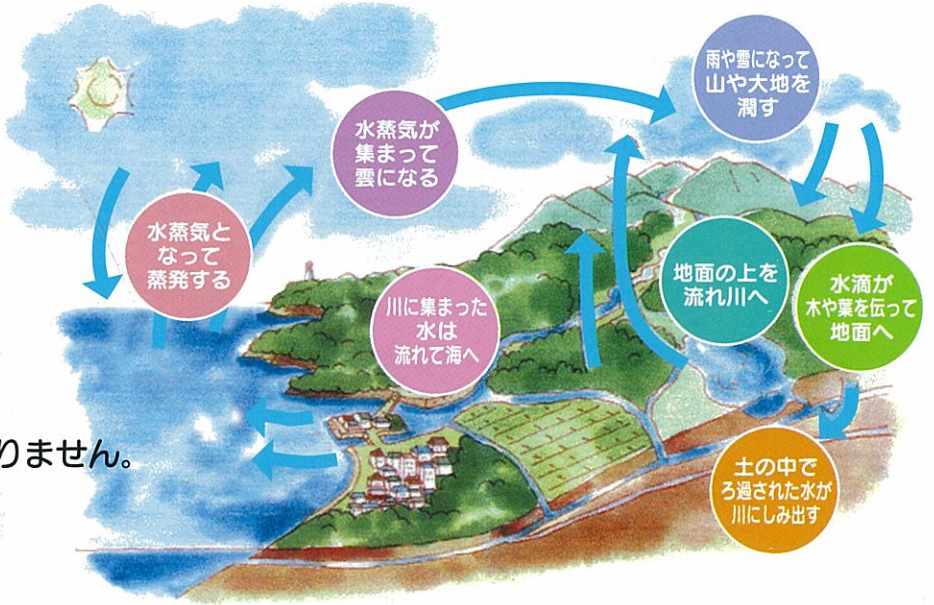 雨や雪になって
山や大地を
潤す
水蒸気が
集まって
雲になる
水蒸気と
なって
蒸発する
地面の上を
流れ川へ
水滴が
木や葉を伝って
地面へ
川に集まった
水は
流れて海へ
りません。
土の中で
ろ過された水が
川にしみ出す